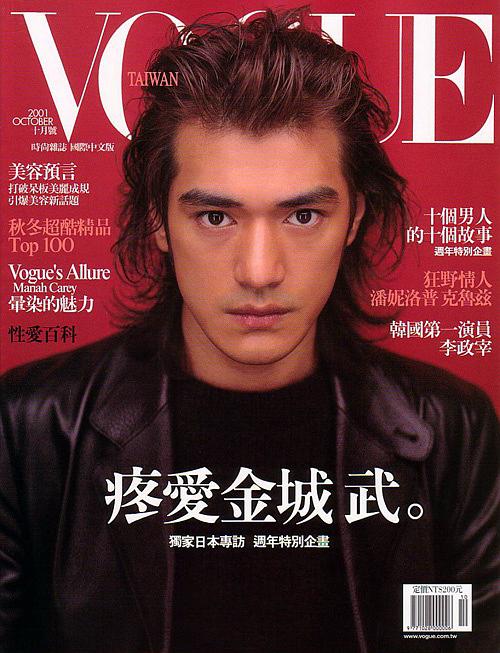 VOGUE
TAIWAN
2001
OCTOBER
十月號
時尚雜誌 國際中文版
美容預言
打破呆板美麗成規
引爆美容新話題
秋冬超酷精品
Top 100
Vogue's Allure
Mariah Carey
暈染的魅力
性愛百科
十個男人
的十個故事
週年特別企畫
狂野情人
潘妮洛普 克魯茲
韓國第一演員
李政宰
疼愛金城 武。
獨家日本專訪 週年特別企畫
定價NT$200元
10
www.vogue.com.tw